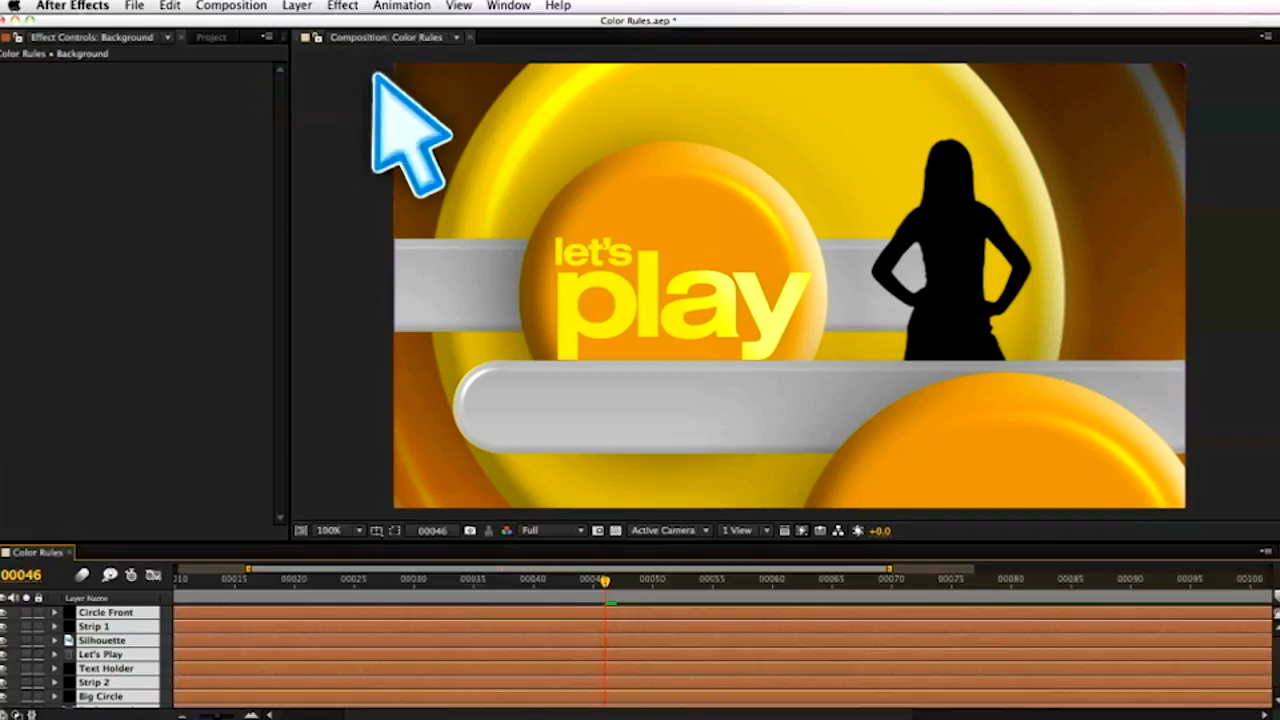 After Effects File Edit Composition Layer Effect Animation View Window Help
Color Rules.aep *
Effect Controls: Background Project Composition: Color Rules
Color Rules • Background
let's
play
100% 00046 Full Active Camera 1 View +0.0
Color Rules
00046 010 00015 00020 00025 00030 00035 00040 00050 00055 00060 00065 00070 00080 00085 00090 00095 00100
Layer Name
Circle Front
Strip 1
Silhouette
Let's Play
Text Holder
Strip 2
Big Circle